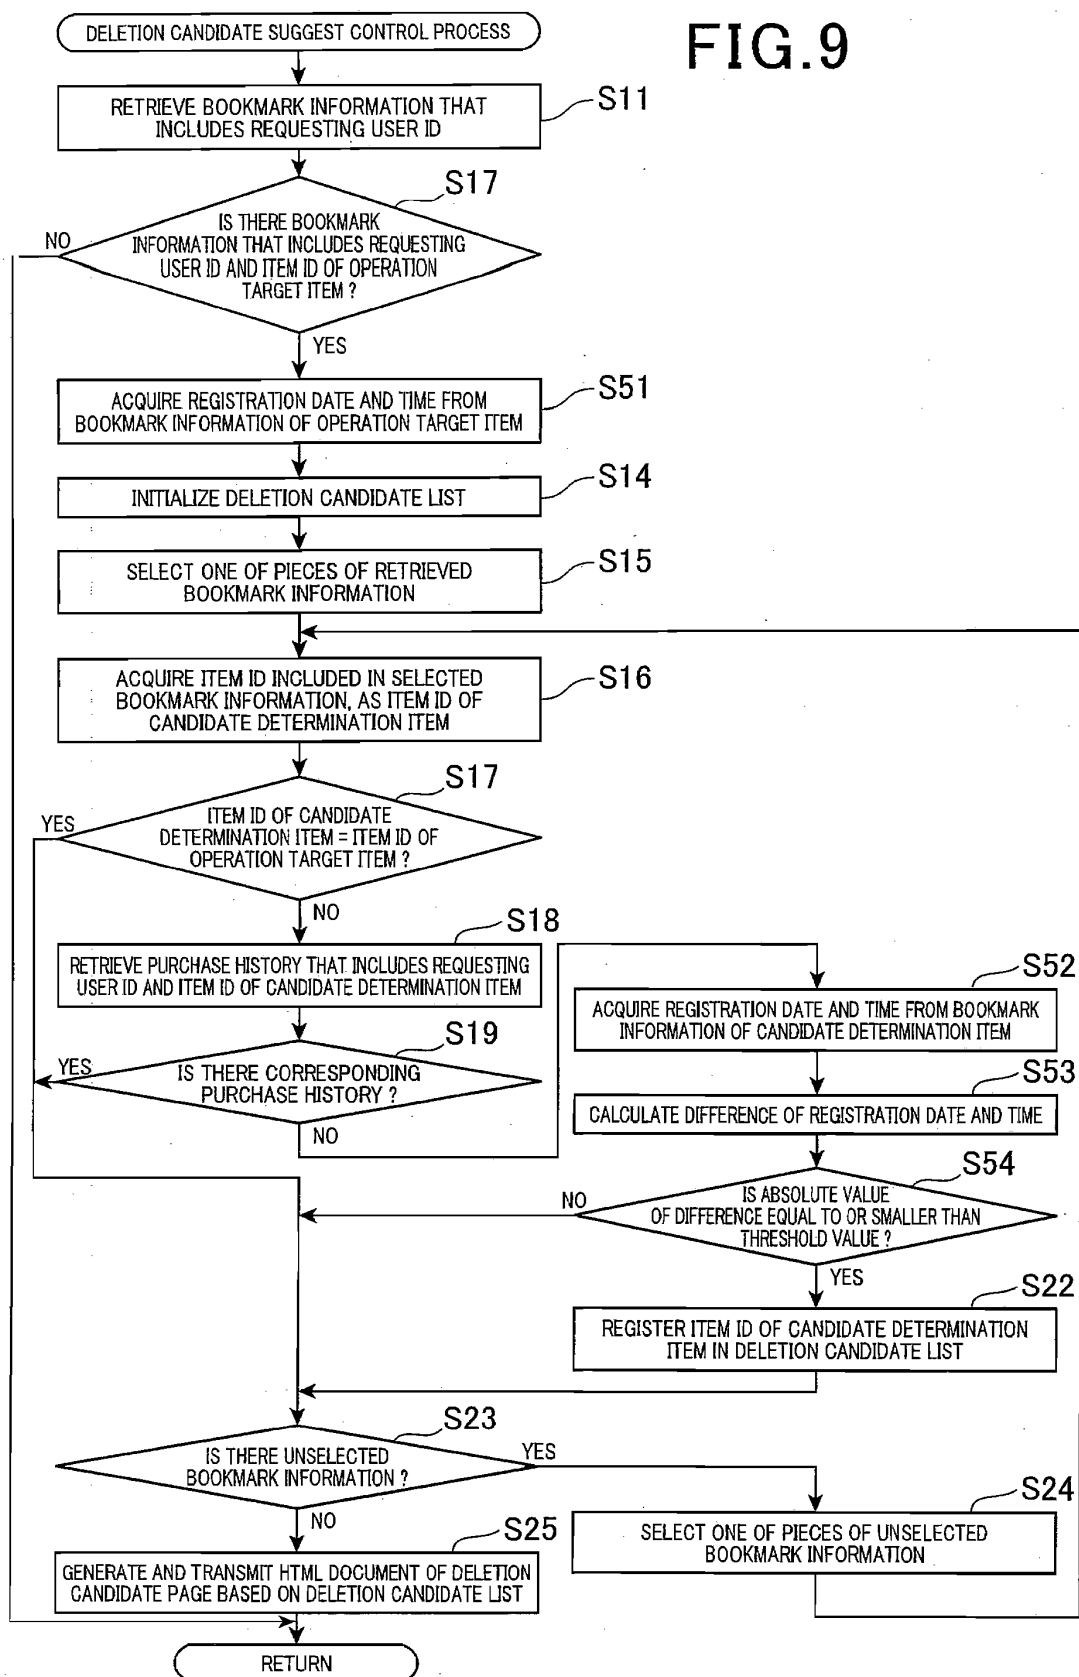 FIG.9
DELETION CANDIDATE SUGGEST CONTROL PROCESS
S11
RETRIEVE BOOKMARK INFORMATION THAT
INCLUDES REQUESTING USER ID
S17
IS THERE BOOKMARK
INFORMATION THAT INCLUDES REQUESTING
USER ID AND ITEM ID OF OPERATION
TARGET ITEM ?
NO
YES
S51
ACQUIRE REGISTRATION DATE AND TIME FROM
BOOKMARK INFORMATION OF OPERATION TARGET ITEM
S14
INITIALIZE DELETION CANDIDATE LIST
S15
SELECT ONE OF PIECES OF RETRIEVED
BOOKMARK INFORMATION
S16
ACQUIRE ITEM ID INCLUDED IN SELECTED
BOOKMARK INFORMATION, AS ITEM ID OF
CANDIDATE DETERMINATION ITEM
S17
ITEM ID OF CANDIDATE
DETERMINATION ITEM = ITEM ID OF
OPERATION TARGET ITEM ?
YES
NO
S18
RETRIEVE PURCHASE HISTORY THAT INCLUDES REQUESTING
USER ID AND ITEM ID OF CANDIDATE DETERMINATION ITEM
S19
IS THERE CORRESPONDING
PURCHASE HISTORY ?
YES
NO
S52
ACQUIRE REGISTRATION DATE AND TIME FROM BOOKMARK
INFORMATION OF CANDIDATE DETERMINATION ITEM
S53
CALCULATE DIFFERENCE OF REGISTRATION DATE AND TIME
S54
IS ABSOLUTE VALUE
OF DIFFERENCE EQUAL TO OR SMALLER THAN
THRESHOLD VALUE ?
NO
YES
S22
REGISTER ITEM ID OF CANDIDATE DETERMINATION
ITEM IN DELETION CANDIDATE LIST
S23
IS THERE UNSELECTED
BOOKMARK INFORMATION ?
YES
NO
S24
SELECT ONE OF PIECES OF UNSELECTED
BOOKMARK INFORMATION
S25
GENERATE AND TRANSMIT HTML DOCUMENT OF DELETION
CANDIDATE PAGE BASED ON DELETION CANDIDATE LIST
RETURN